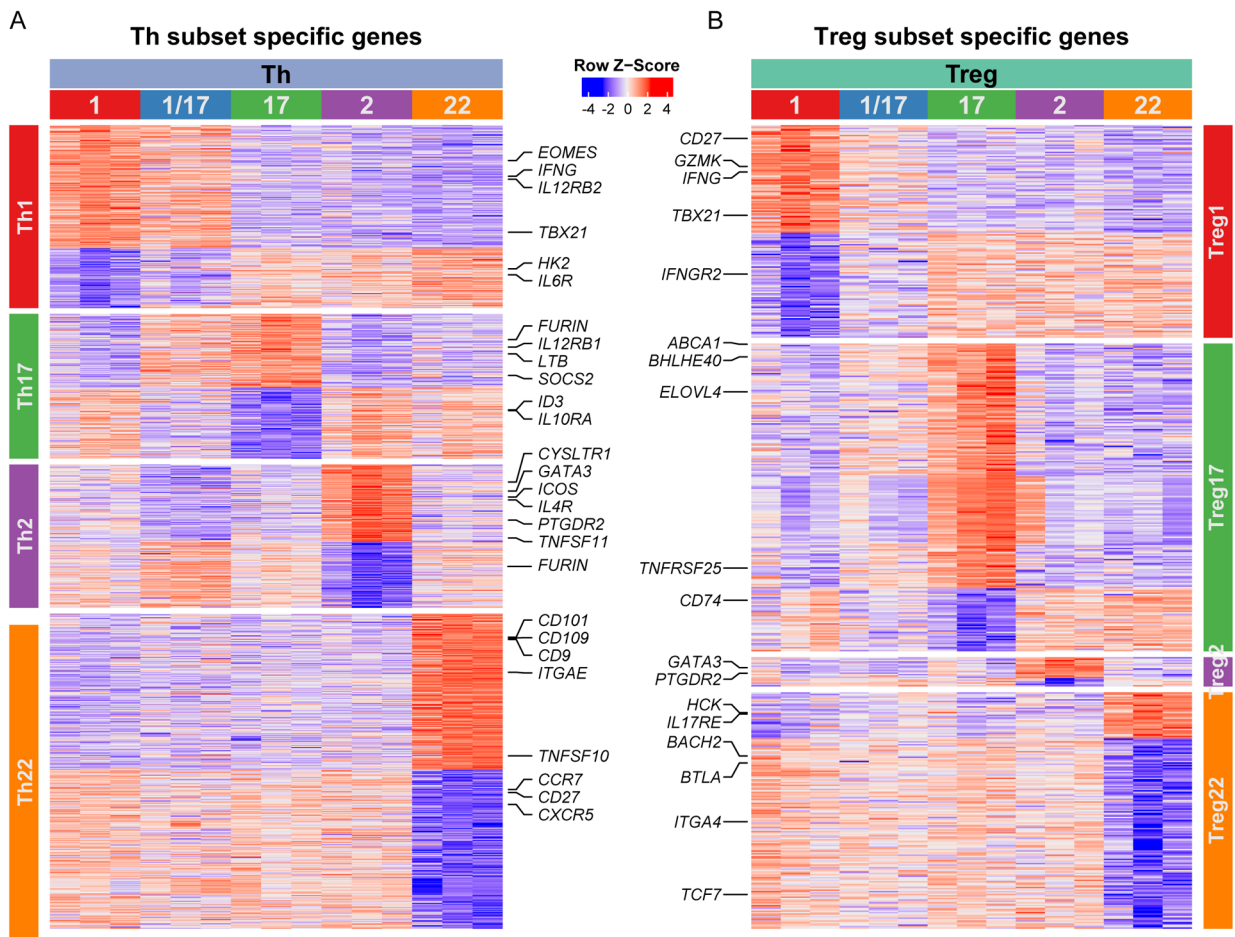 A
Th subset specific genes
Th
1 1/17 17 2 22
Th1
Th17
Th2
Th22
EOMES
IFNG
IL12RB2
TBX21
HK2
IL6R
FURIN
IL12RB1
LTB
SOCS2
ID3
IL10RA
CYSLTR1
GATA3
ICOS
IL4R
PTGDR2
TNFSF11
FURIN
CD101
CD109
CD9
ITGAE
TNFSF10
CCR7
CD27
CXCR5
Row Z−Score
−4 −2 0 2 4
B
Treg subset specific genes
Treg
1 1/17 17 2 22
CD27
GZMK
IFNG
TBX21
IFNGR2
ABCA1
BHLHE40
ELOVL4
TNFRSF25
CD74
GATA3
PTGDR2
HCK
IL17RE
BACH2
BTLA
ITGA4
TCF7
Treg1
Treg17
Treg2
Treg22